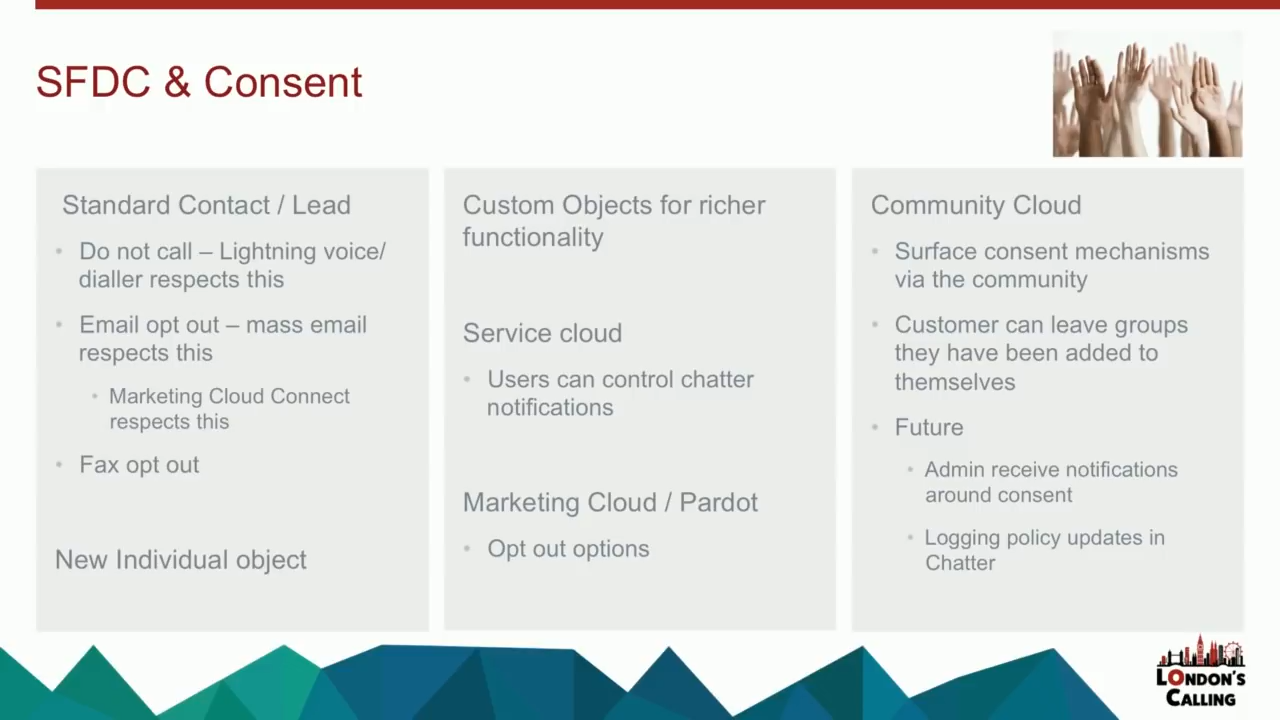 SFDC & Consent
Standard Contact / Lead
• Do not call – Lightning voice/
dialler respects this
• Email opt out – mass email
respects this
• Marketing Cloud Connect
respects this
• Fax opt out
New Individual object
Custom Objects for richer
functionality
Service cloud
• Users can control chatter
notifications
Marketing Cloud / Pardot
• Opt out options
Community Cloud
• Surface consent mechanisms
via the community
• Customer can leave groups
they have been added to
themselves
• Future
• Admin receive notifications
around consent
• Logging policy updates in
Chatter
LONDON'S
CALLING